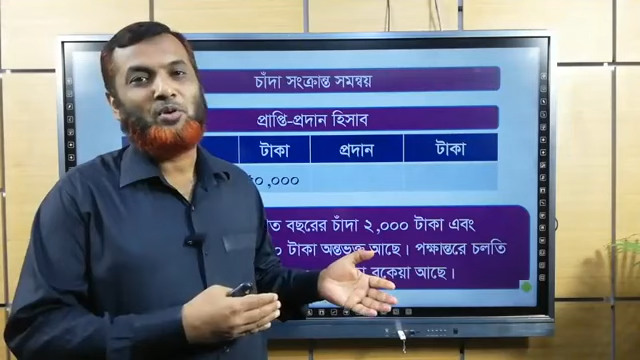 চাঁদা সংক্রান্ত সমন্বয়
প্রাপ্তি-প্রদান হিসাব
টাকা প্রদান টাকা
০,০০০
বছরের চাঁদা ২,০০০ টাকা এবং
টাকা অন্তর্ভুক্ত আছে। পক্ষান্তরে চলতি
বকেয়া আছে।